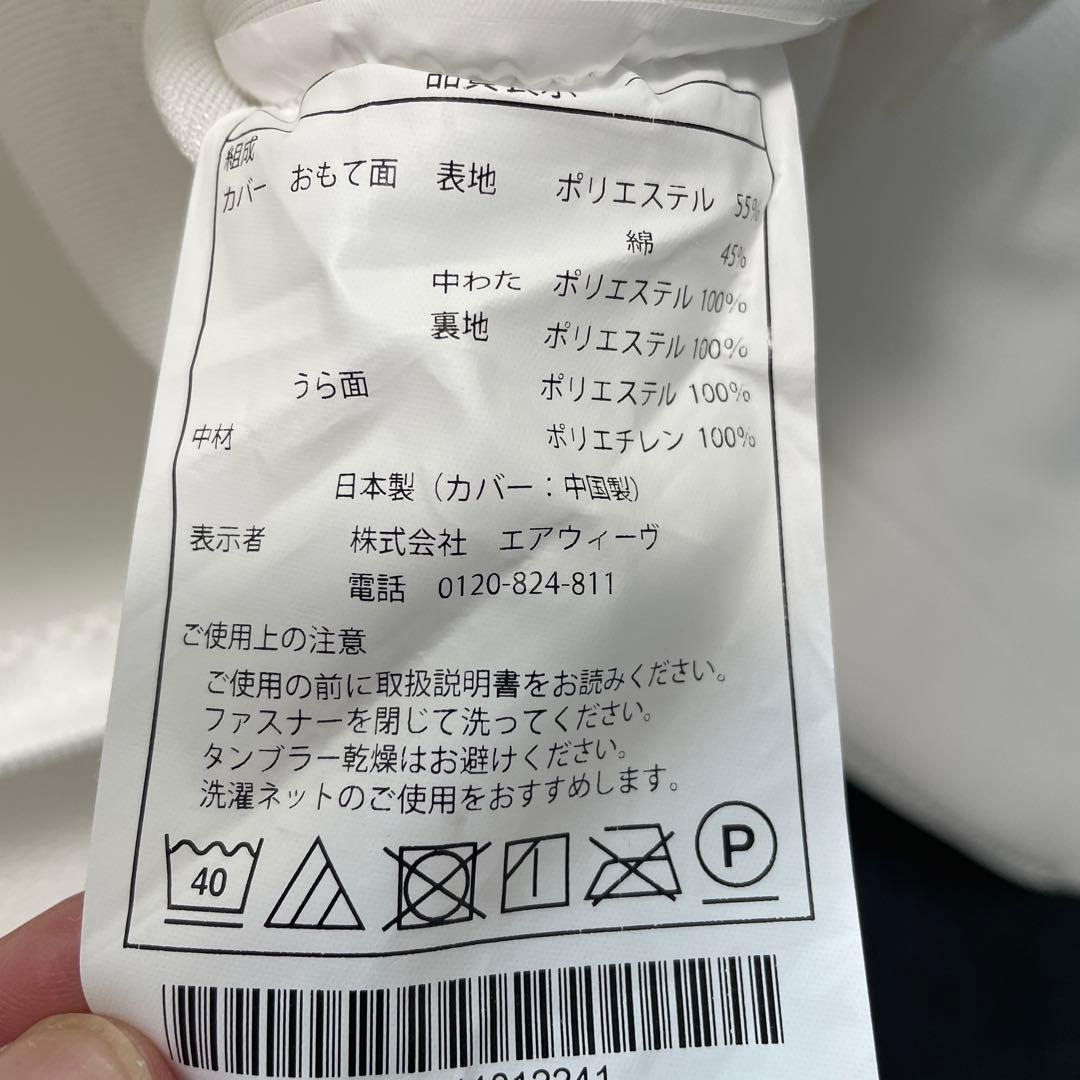 品質表示
組成
カバー おもて面 表地 ポリエステル 55%
綿 45%
中わた ポリエステル 100%
裏地 ポリエステル 100%
うら面 ポリエステル 100%
中材 ポリエチレン 100%
日本製（カバー：中国製）
表示者 株式会社 エアウィーヴ
電話 0120-824-811
ご使用上の注意
ご使用の前に取扱説明書をお読みください。
ファスナーを閉じて洗ってください。
タンブラー乾燥はお避けください。
洗濯ネットのご使用をおすすめします。
40 P